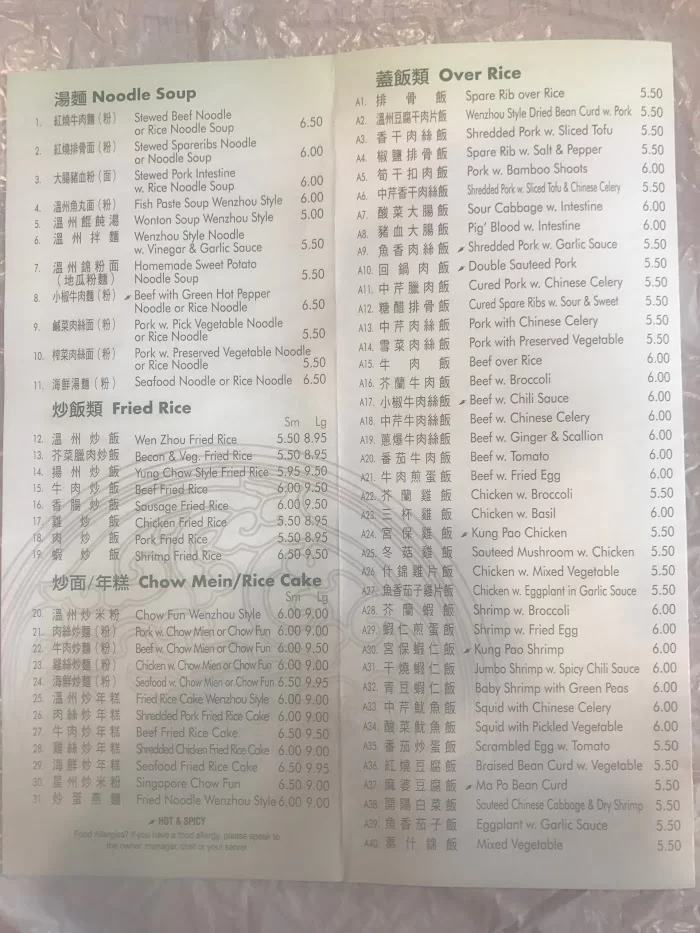 湯麵 Noodle Soup
1. 紅燒牛肉麵(粉) Stewed Beef Noodle
or Rice Noodle Soup 6.50
2. 紅燒排骨面(粉) Stewed Spareribs Noodle
or Noodle Soup 6.00
3. 大腸豬血粉(面) Stewed Pork Intestine
w. Rice Noodle Soup 6.00
4. 溫州魚丸面(粉) Fish Paste Soup Wenzhou Style 6.00
5. 溫州餛飩湯 Wonton Soup Wenzhou Style 5.00
6. 溫州拌麵 Wenzhou Style Noodle
w. Vinegar & Garlic Sauce 5.50
7. 溫州錦粉面 Homemade Sweet Potato
(地瓜粉麵) Noodle Soup 5.50
8. 小椒牛肉麵(粉) Beef with Green Hot Pepper
Noodle or Rice Noodle 6.50
9. 鹹菜肉絲面(粉) Pork w. Pick Vegetable Noodle
or Rice Noodle 5.50
10. 榨菜肉絲面(粉) Pork w. Preserved Vegetable Noodle
or Rice Noodle 5.50
11. 海鮮湯麵(粉) Seafood Noodle or Rice Noodle 6.50
炒飯類 Fried Rice
Sm Lg
12. 溫州炒飯 Wen Zhou Fried Rice 5.50 8.95
13. 芥菜臘肉炒飯 Bacon & Veg. Fried Rice 5.50 8.95
14. 揚州炒飯 Yung Chow Style Fried Rice 5.95 9.50
15. 牛肉炒飯 Beef Fried Rice 6.00 9.50
16. 香腸炒飯 Sausage Fried Rice 6.00 9.50
17. 雞炒飯 Chicken Fried Rice 5.50 8.95
18. 肉炒飯 Pork Fried Rice 5.50 8.95
19. 蝦炒飯 Shrimp Fried Rice 6.50 9.50
炒面/年糕 Chow Mein/Rice Cake
Sm Lg
20. 溫州炒米粉 Chow Fun Wenzhou Style 6.00 9.00
21. 肉絲炒麵(粉) Pork w. Chow Mien or Chow Fun 6.00 9.00
22. 牛肉炒麵(粉) Beef w. Chow Mien or Chow Fun 6.00 9.50
23. 雞絲炒麵(粉) Chicken w. Chow Mien or Chow Fun 6.00 9.00
24. 海鮮炒麵(粉) Seafood w. Chow Mien or Chow Fun 6.50 9.95
25. 溫州炒年糕 Fried Rice Cake Wenzhou Style 6.00 9.00
26. 肉絲炒年糕 Shredded Pork Fried Rice Cake 6.00 9.00
27. 牛肉炒年糕 Beef Fried Rice Cake 6.50 9.50
28. 雞絲炒年糕 Shredded Chicken Fried Rice Cake 6.00 9.00
29. 海鮮炒年糕 Seafood Fried Rice Cake 6.50 9.95
30. 星州炒米粉 Singapore Chow Fun 6.50 9.00
31. 炒蛋素麵 Fried Noodle Wenzhou Style 6.00 9.00
HOT & SPICY
Food Allergies? If you have a food allergy, please speak to
the owner, manager, chef or your server
蓋飯類 Over Rice
A1. 排骨飯 Spare Rib over Rice 5.50
A2. 溫州豆腐干肉片飯 Wenzhou Style Dried Bean Curd w. Pork 5.50
A3. 香干肉絲飯 Shredded Pork w. Sliced Tofu 5.50
A4. 椒鹽排骨飯 Spare Rib w. Salt & Pepper 5.50
A5. 筍干扣肉飯 Pork w. Bamboo Shoots 6.00
A6. 中芹香干肉絲飯 Shredded Pork w. Sliced Tofu & Chinese Celery 5.50
A7. 酸菜大腸飯 Sour Cabbage w. Intestine 6.00
A8. 豬血大腸飯 Pig' Blood w. Intestine 6.00
A9. 魚香肉絲飯 Shredded Pork w. Garlic Sauce 5.50
A10. 回鍋肉飯 Double Sauteed Pork 5.50
A11. 中芹臘肉飯 Cured Pork w. Chinese Celery 5.50
A12. 糖醋排骨飯 Cured Spare Ribs w. Sour & Sweet 5.50
A13. 中芹肉絲飯 Pork with Chinese Celery 5.50
A14. 雪菜肉絲飯 Pork with Preserved Vegetable 5.50
A15. 牛肉飯 Beef over Rice 6.00
A16. 芥蘭牛肉飯 Beef w. Broccoli 6.00
A17. 小椒牛肉絲飯 Beef w. Chili Sauce 6.00
A18. 中芹牛肉飯 Beef w. Chinese Celery 6.00
A19. 蔥爆牛肉飯 Beef w. Ginger & Scallion 6.00
A20. 番茄牛肉飯 Beef w. Tomato 6.00
A21. 牛肉煎蛋飯 Beef w. Fried Egg 6.00
A22. 芥蘭雞飯 Chicken w. Broccoli 5.50
A23. 三杯雞飯 Chicken w. Basil 6.00
A24. 宮保雞飯 Kung Pao Chicken 5.50
A25. 冬菇雞飯 Sauteed Mushroom w. Chicken 5.50
A26 什錦雞片飯 Chicken w. Mixed Vegetable 5.50
A27. 魚香茄子雞片飯 Chicken w. Eggplant in Garlic Sauce 5.50
A28. 芥蘭蝦飯 Shrimp w. Broccoli 6.00
A29. 蝦仁煎蛋飯 Shrimp w. Fried Egg 6.00
A30. 宮保蝦仁飯 Kung Pao Shrimp 6.00
A31. 干燒蝦仁飯 Jumbo Shrimp w. Spicy Chili Sauce 6.00
A32. 青豆蝦仁飯 Baby Shrimp with Green Peas 6.00
A33 中芹魷魚飯 Squid with Chinese Celery 6.00
A34. 酸菜魷魚飯 Squid with Pickled Vegetable 6.00
A35 番茄炒蛋飯 Scrambled Egg w. Tomato 5.50
A36. 紅燒豆腐飯 Braised Bean Curd w. Vegetable 5.50
A37. 麻婆豆腐飯 Ma Po Bean Curd 5.50
A38. 開陽白菜飯 Sauteed Chinese Cabbage & Dry Shrimp 5.50
A39. 魚香茄子飯 Eggplant w. Garlic Sauce 5.50
A40. 素什錦飯 Mixed Vegetable 5.50